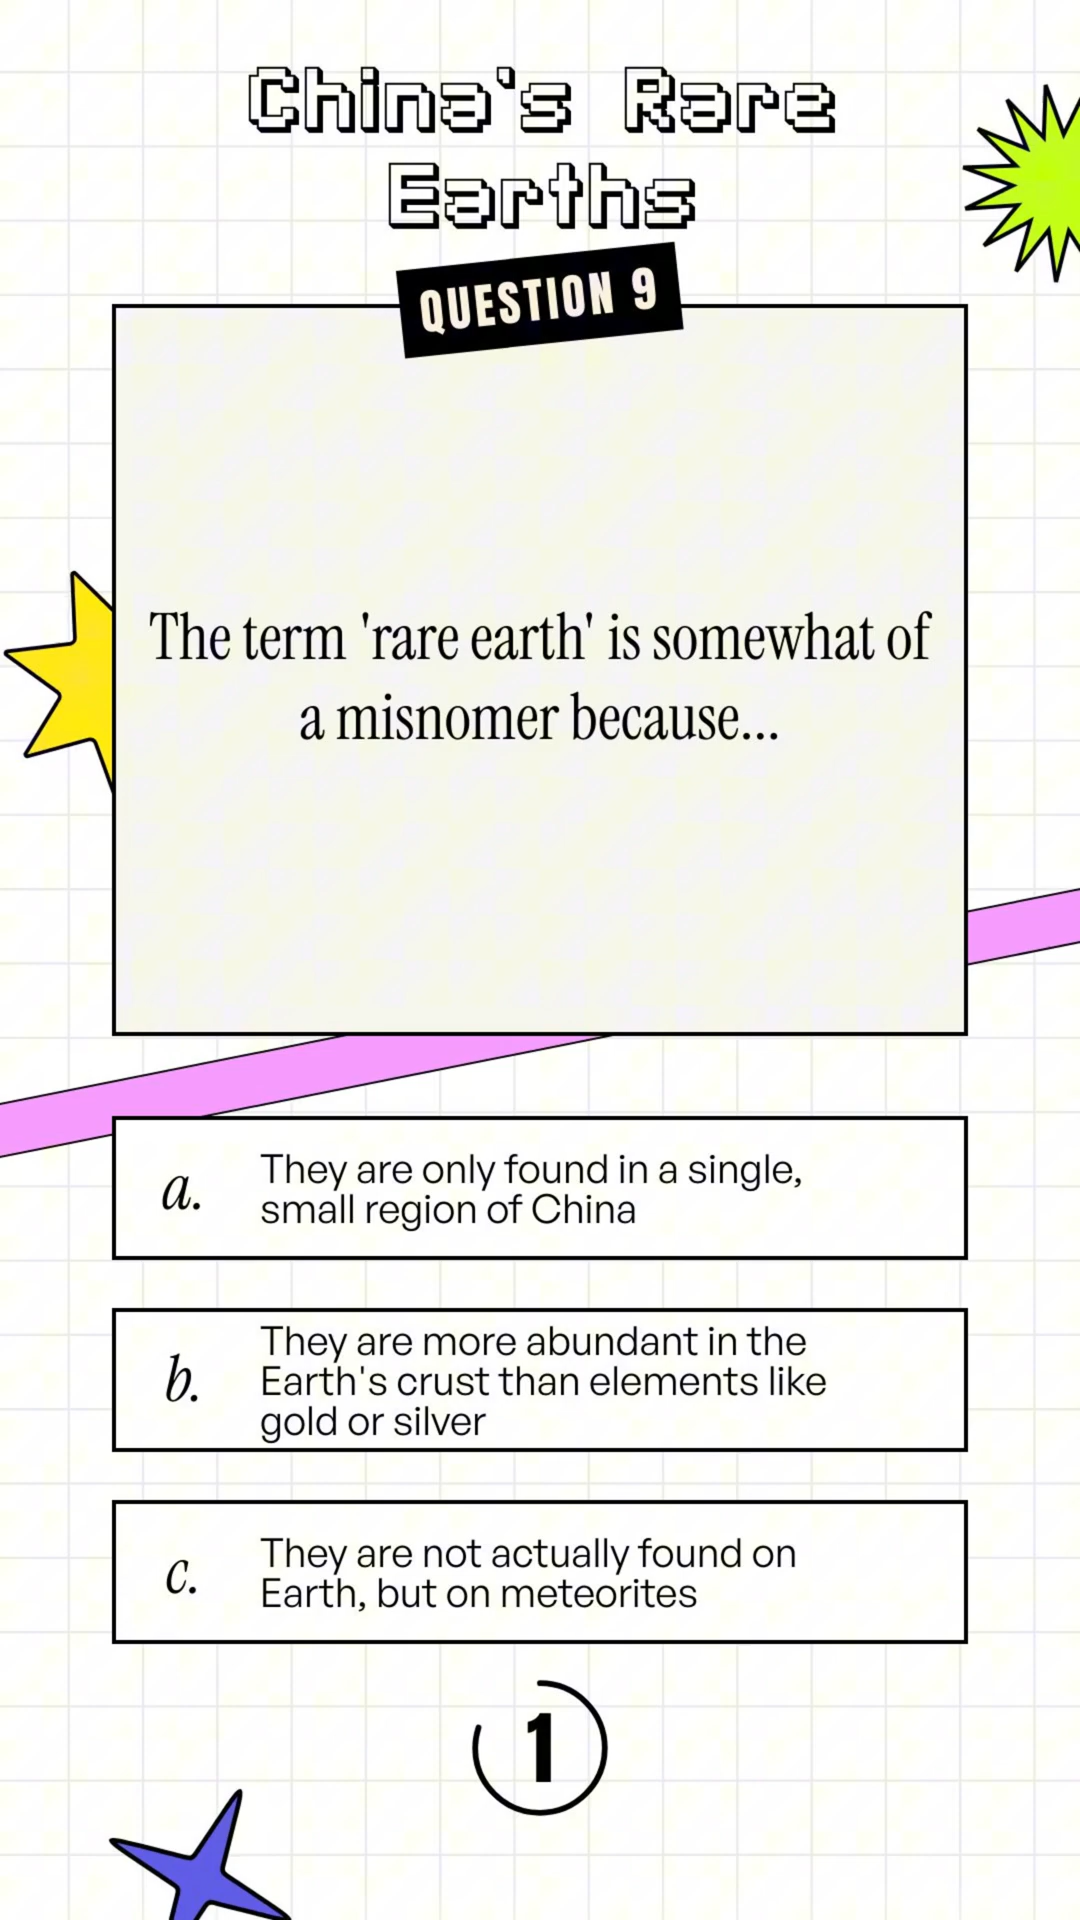 China's Rare
Earths
QUESTION 9
The term 'rare earth' is somewhat of
a misnomer because...
a.
They are only found in a single,
small region of China
b.
They are more abundant in the
Earth's crust than elements like
gold or silver
c.
They are not actually found on
Earth, but on meteorites
1